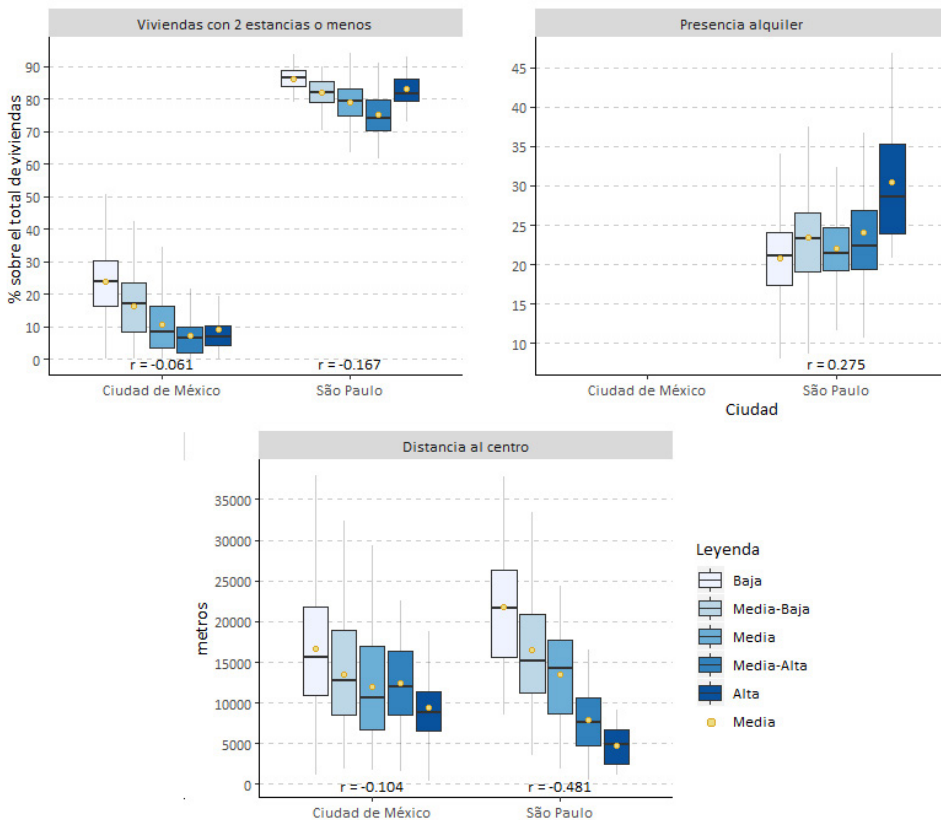 Viviendas con 2 estancias o menos
% sobre el total de viviendas
90
80
70
60
50
40
30
20
10
0
r = -0.061
r = -0.167
Ciudad de México
São Paulo
Presencia alquiler
45
40
35
30
25
20
15
10
r = 0.275
Ciudad de México
São Paulo
Ciudad
Distancia al centro
metros
35000
30000
25000
20000
15000
10000
5000
0
r = -0.104
r = -0.481
Ciudad de México
São Paulo
Leyenda
Baja
Media-Baja
Media
Media-Alta
Alta
Media